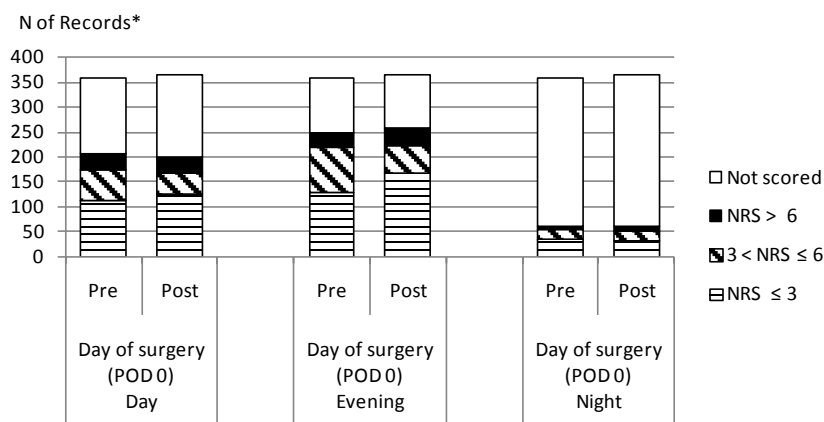 N of Records*
400
350
300
250
200
150
100
50
0
Not scored
NRS > 6
3 < NRS ≤ 6
NRS ≤ 3
Pre Post Pre Post Pre Post
Day of surgery Day of surgery Day of surgery
(POD 0) (POD 0) (POD 0)
Day Evening Night